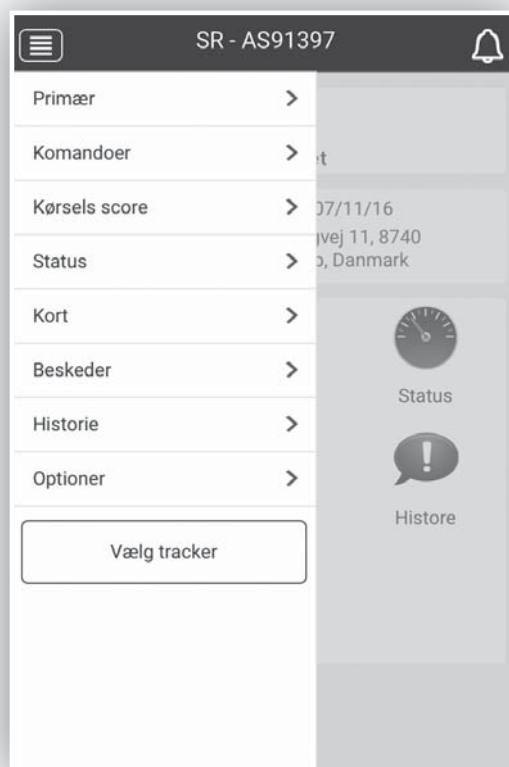 SR - AS91397
Primær
Komandoer
Kørsels score
Status
Kort
Beskeder
Historie
Optioner
Vælg tracker
07/11/16
vej 11, 8740
, Danmark
Status
Histore